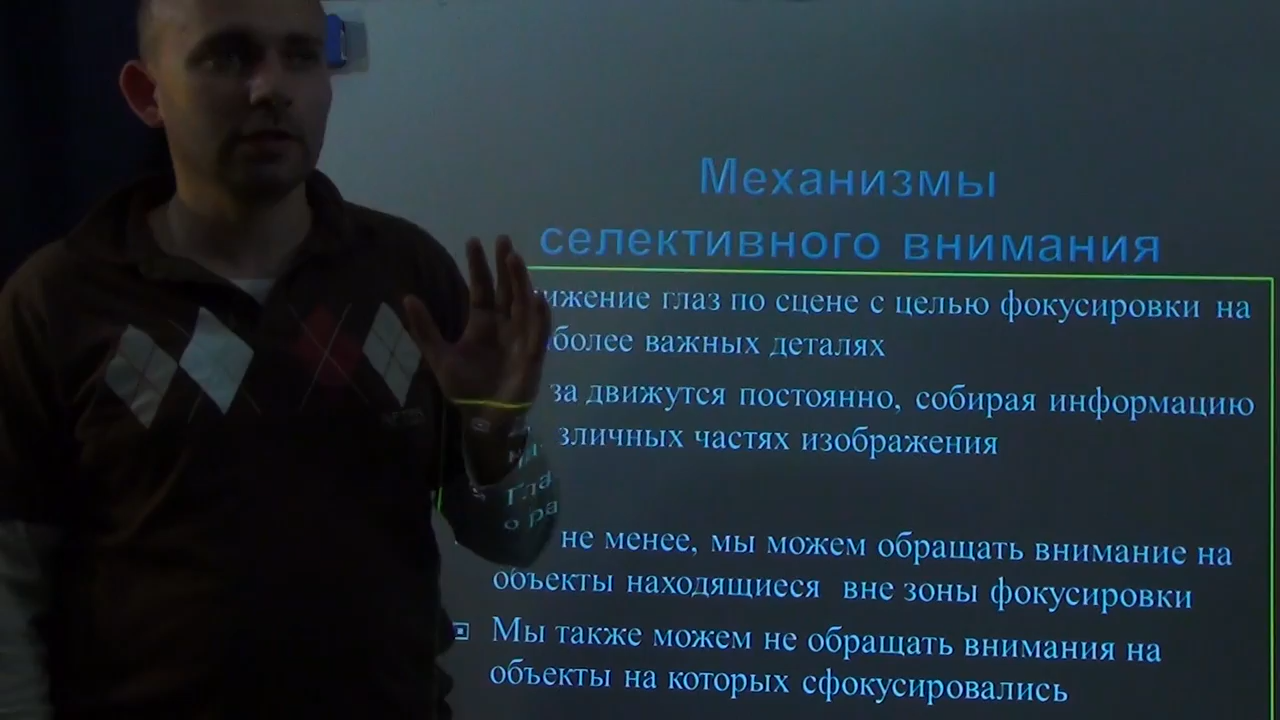 Механизмы
селективного внимания
ижение глаз по сцене с целью фокусировки на
более важных деталях
за движутся постоянно, собирая информацию
зличных частях изображения
не менее, мы можем обращать внимание на
объекты находящиеся вне зоны фокусировки
Мы также можем не обращать внимания на
объекты на которых сфокусировались